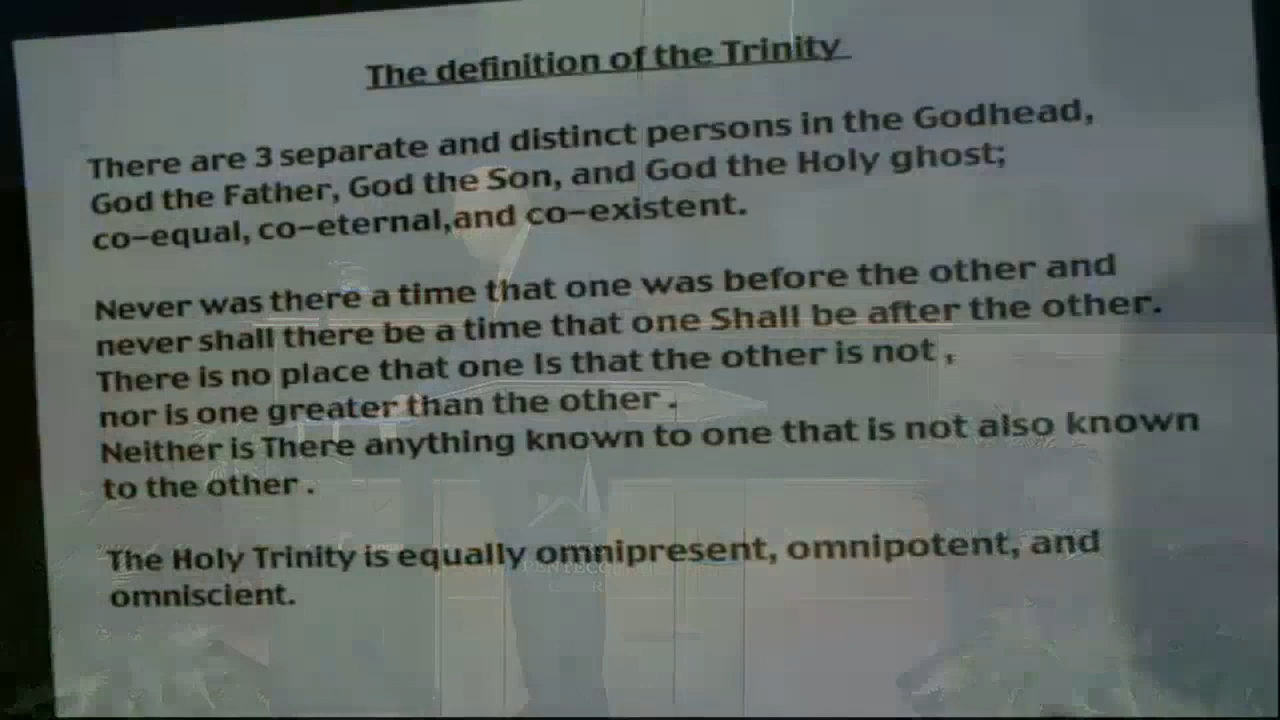 The definition of the Trinity
There are 3 separate and distinct persons in the Godhead,
God the Father, God the Son, and God the Holy ghost;
co-equal, co-eternal,and co-existent.
Never was there a time that one was before the other and
never shall there be a time that one Shall be after the other.
There is no place that one Is that the other is not ,
nor is one greater than the other .
Neither is There anything known to one that is not also known
to the other .
The Holy Trinity is equally omnipresent, omnipotent, and
omniscient.